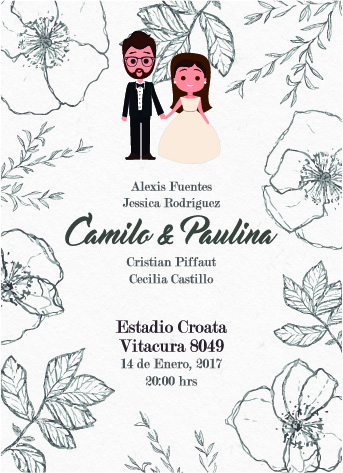 Alexis Fuentes
Jessica Rodríguez
Camilo & Paulina
Cristian Piffaut
Cecilia Castillo
Estadio Croata
Vitacura 8049
14 de Enero, 2017
20:00 hrs